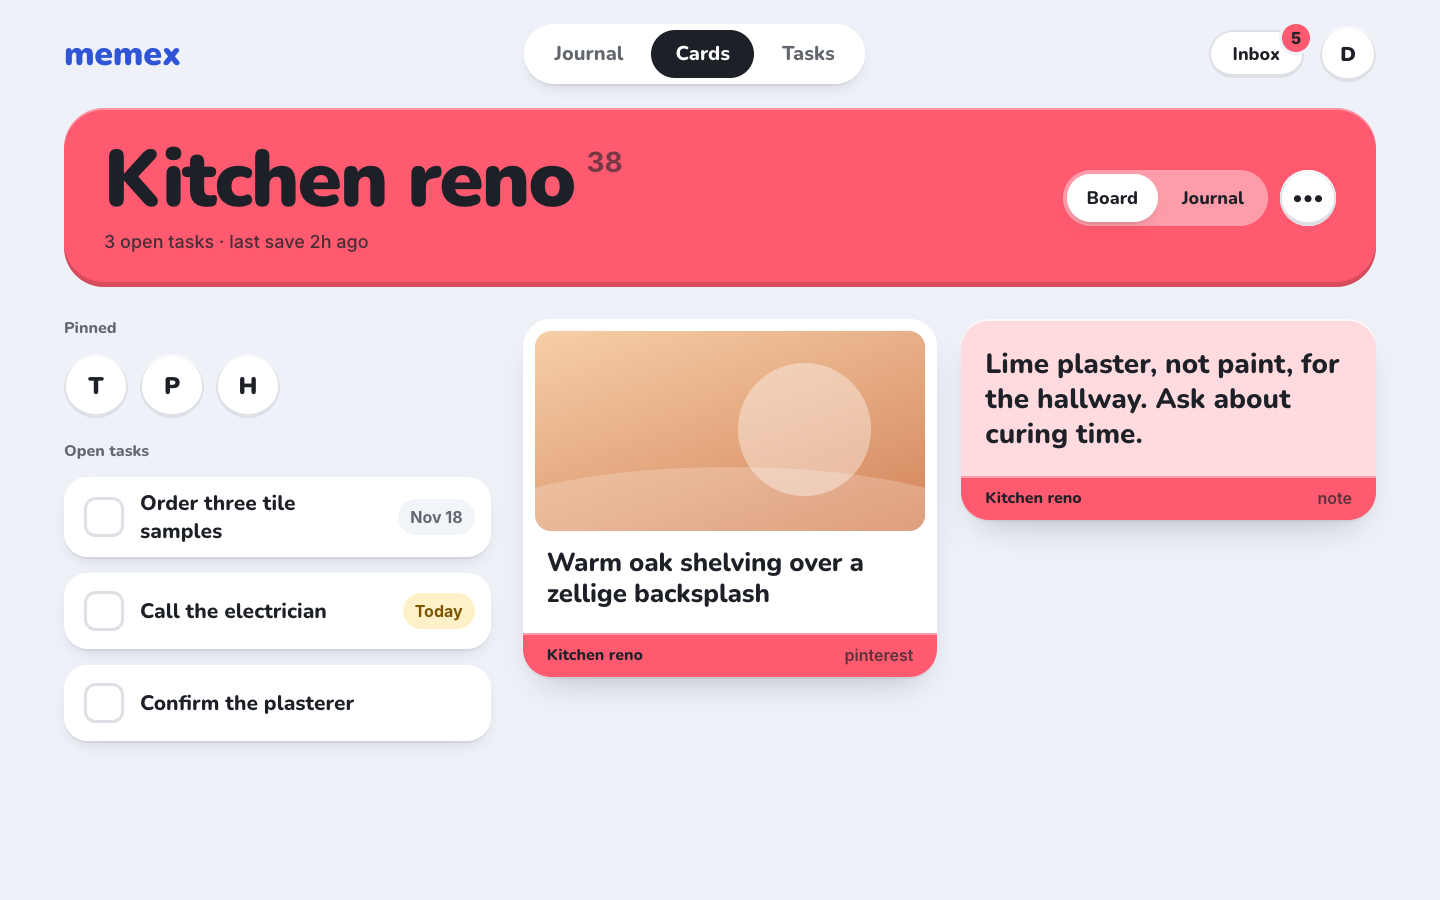 memex
Journal
Cards
Tasks
Inbox
5
D
Kitchen reno 38
3 open tasks · last save 2h ago
Board
Journal
Pinned
T
P
H
Open tasks
Order three tile
samples
Nov 18
Call the electrician
Today
Confirm the plasterer
Warm oak shelving over a
zellige backsplash
Kitchen reno
pinterest
Lime plaster, not paint, for
the hallway. Ask about
curing time.
Kitchen reno
note